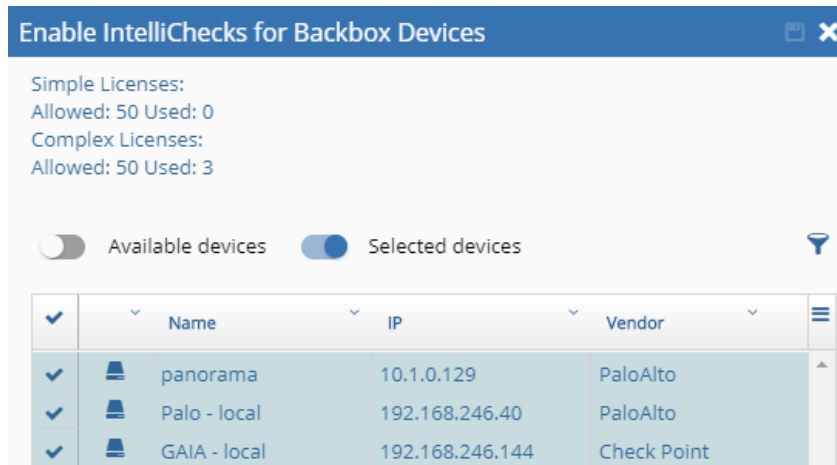 Enable IntelliChecks for Backbox Devices
Simple Licenses:
Allowed: 50 Used: 0
Complex Licenses:
Allowed: 50 Used: 3
Available devices Selected devices
Name IP Vendor
panorama 10.1.0.129 PaloAlto
Palo - local 192.168.246.40 PaloAlto
GAIA - local 192.168.246.144 Check Point